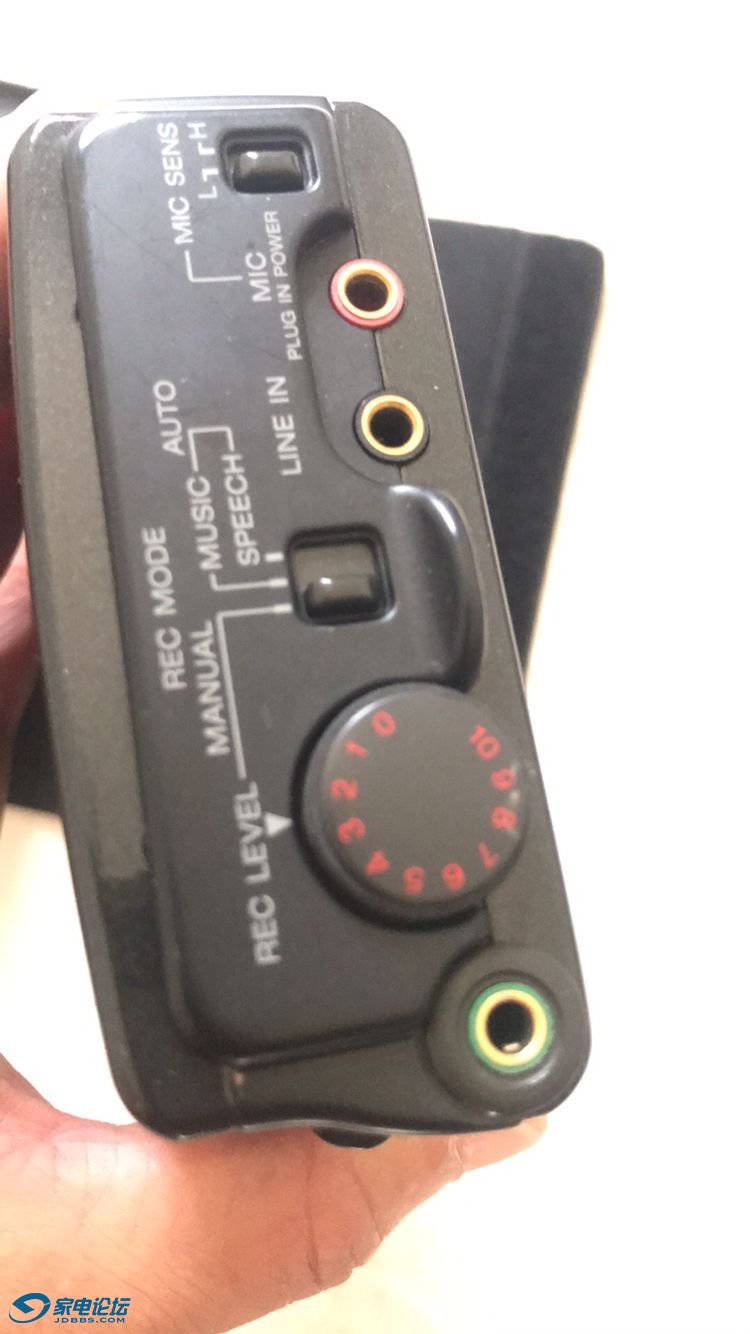 MIC SENS
L H
MIC
PLUG IN POWER
LINE IN
REC MODE
AUTO
MANUAL
MUSIC
SPEECH
REC LEVEL
0 1 2 3 4 5 6 7 8 9 10
家电论坛
JDBBS.COM